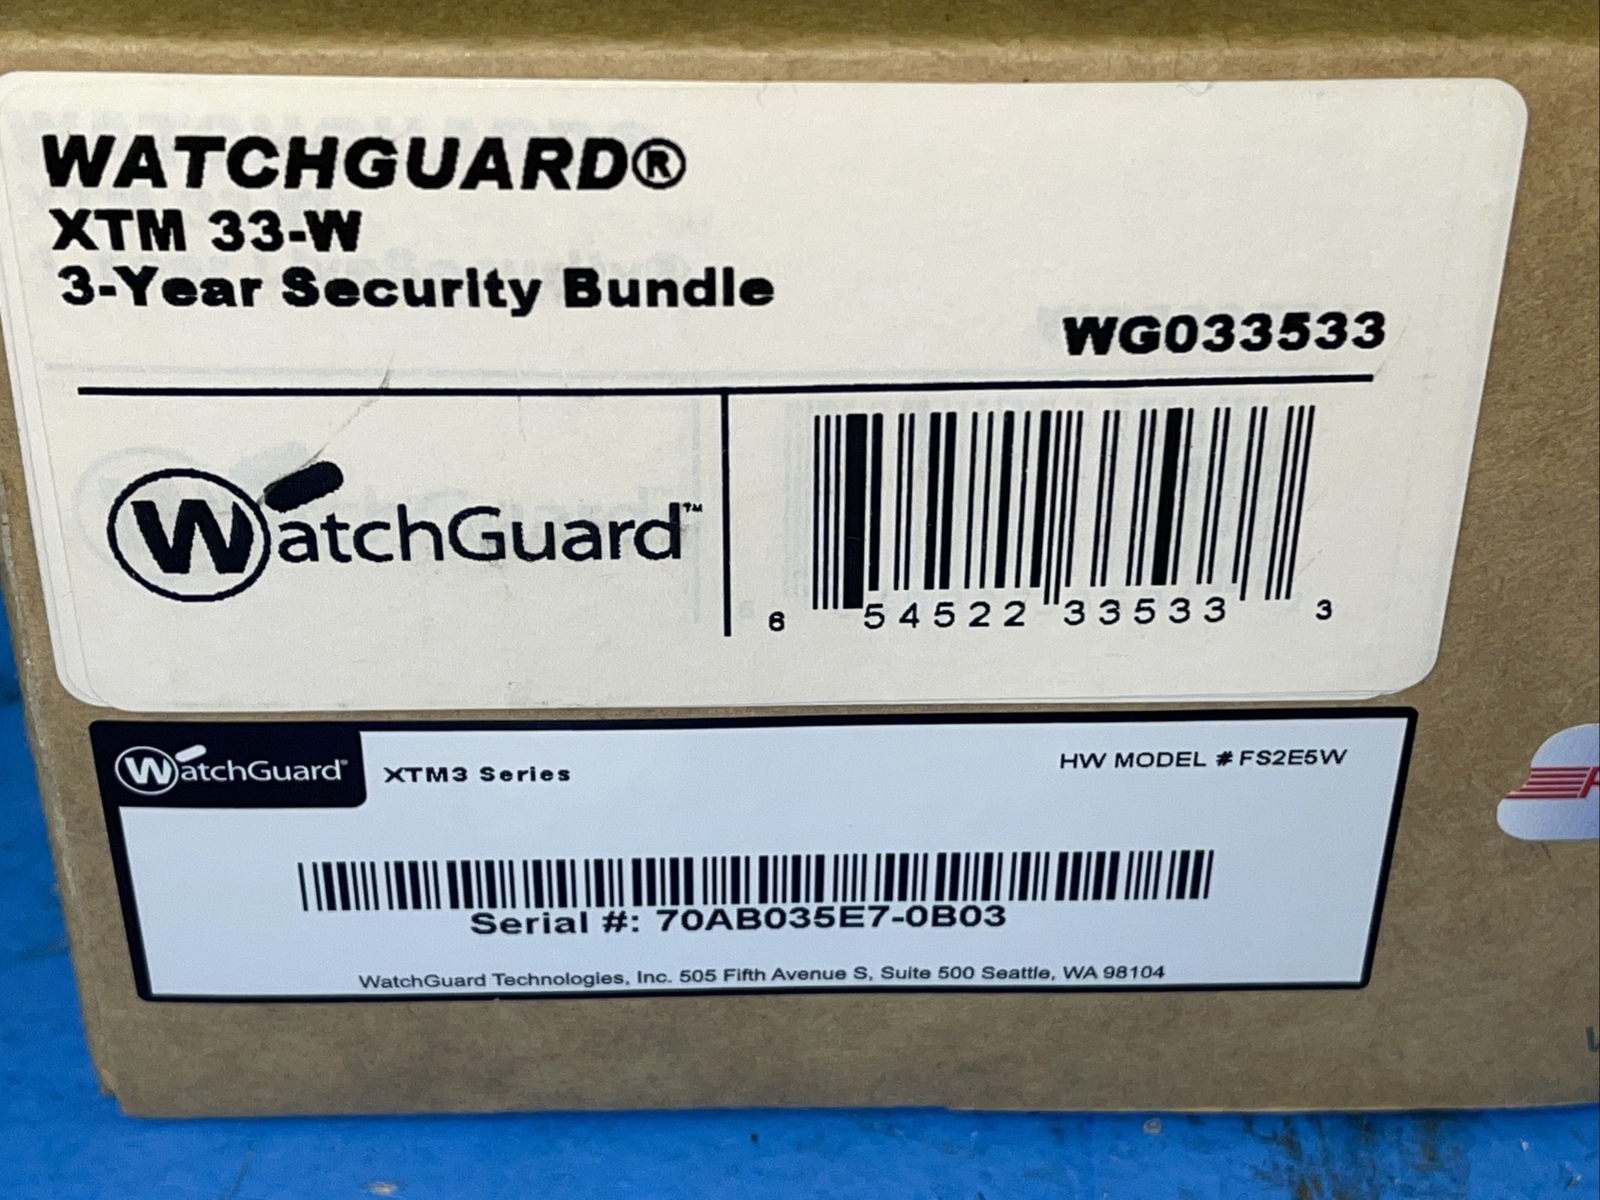 WATCHGUARD®
XTM 33-W
3-Year Security Bundle
WG033533
WatchGuard™
6 54522 33533 3
WatchGuard®
XTM3 Series
HW MODEL # FS2E5W
Serial #: 70AB035E7-0B03
WatchGuard Technologies, Inc. 505 Fifth Avenue S, Suite 500 Seattle, WA 98104